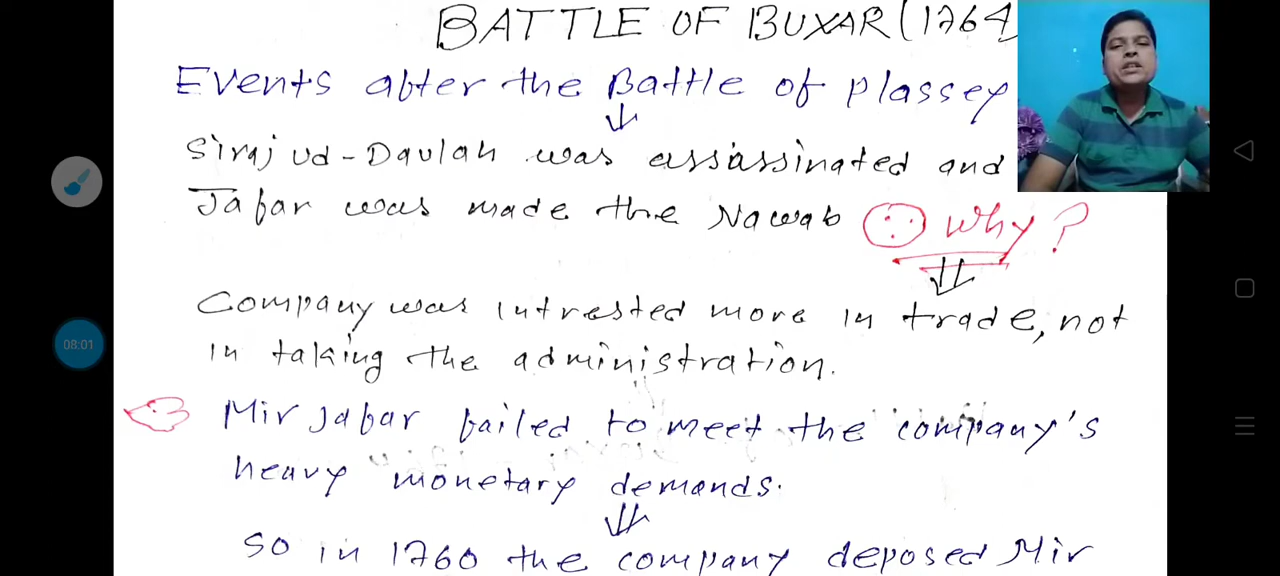 BATTLE OF BUXAR (1764)
Events after the Battle of Plassey
Siraj ud-Daulah was assassinated and
Jafar was made the Nawab Why?
Company was intrested more in trade, not
in taking the administration.
Mir Jafar failed to meet the company's
heavy monetary demands.
08:01
So in 1760 the company deposed Mir